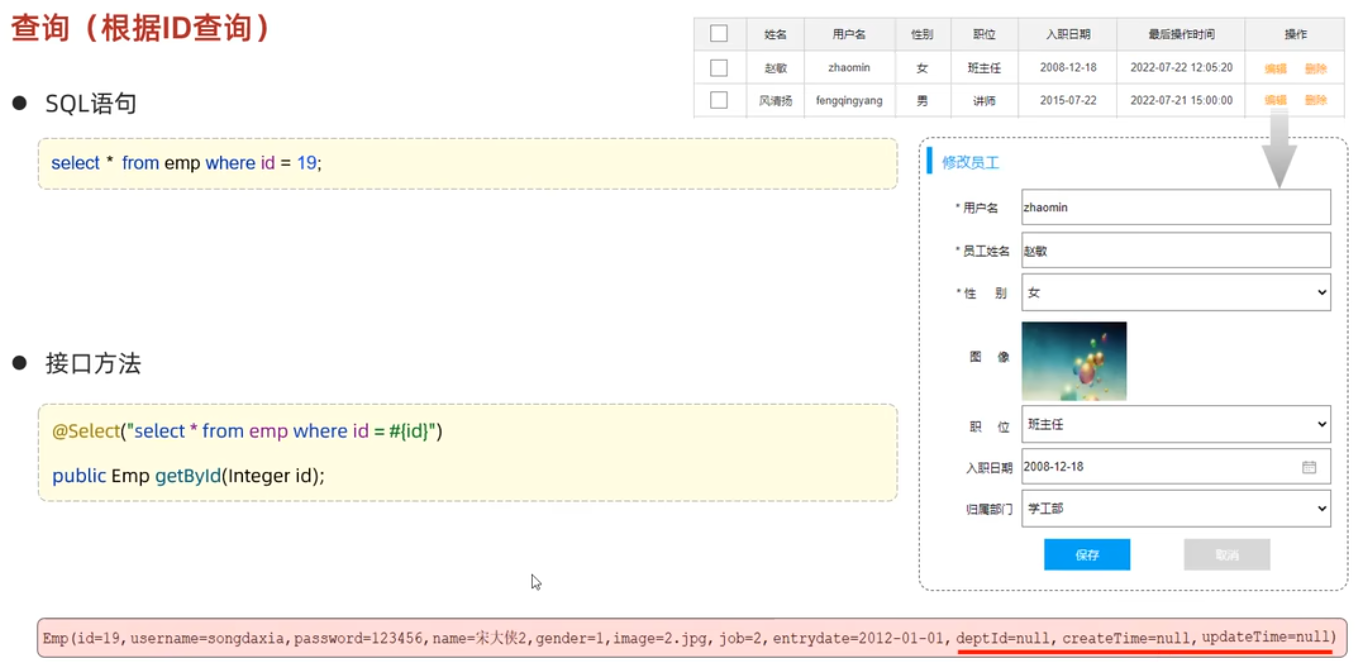 查询（根据ID查询）
SQL语句
select * from emp where id = 19;
接口方法
@Select("select * from emp where id = #{id}")
public Emp getById(Integer id);
姓名 用户名 性别 职位 入职日期 最后操作时间 操作
赵敏 zhaomin 女 班主任 2008-12-18 2022-07-22 12:05:20 编辑 删除
风清扬 fengqingyang 男 讲师 2015-07-22 2022-07-21 15:00:00 编辑 删除
修改员工
* 用户名 zhaomin
* 员工姓名 赵敏
* 性 别 女
图 像
职 位 班主任
入职日期 2008-12-18
归属部门 学工部
保存 取消
Emp(id=19, username=songdaxia, password=123456, name=宋大侠2, gender=1, image=2.jpg, job=2, entrydate=2012-01-01, deptId=null, createTime=null, updateTime=null)